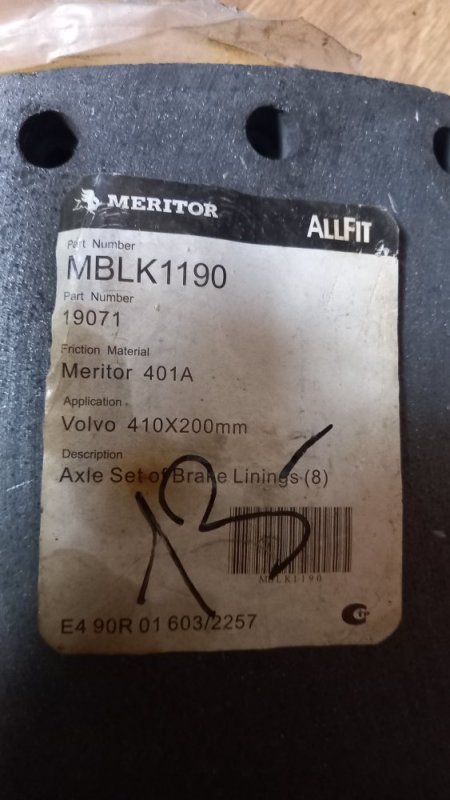 MERITOR
ALLFIT
Part Number
MBLK1190
Part Number
19071
Friction Material
Meritor 401A
Application
Volvo 410X200mm
Description
Axle Set of Brake Linings (8)
MBLK1190
E4 90R 01 603/2257